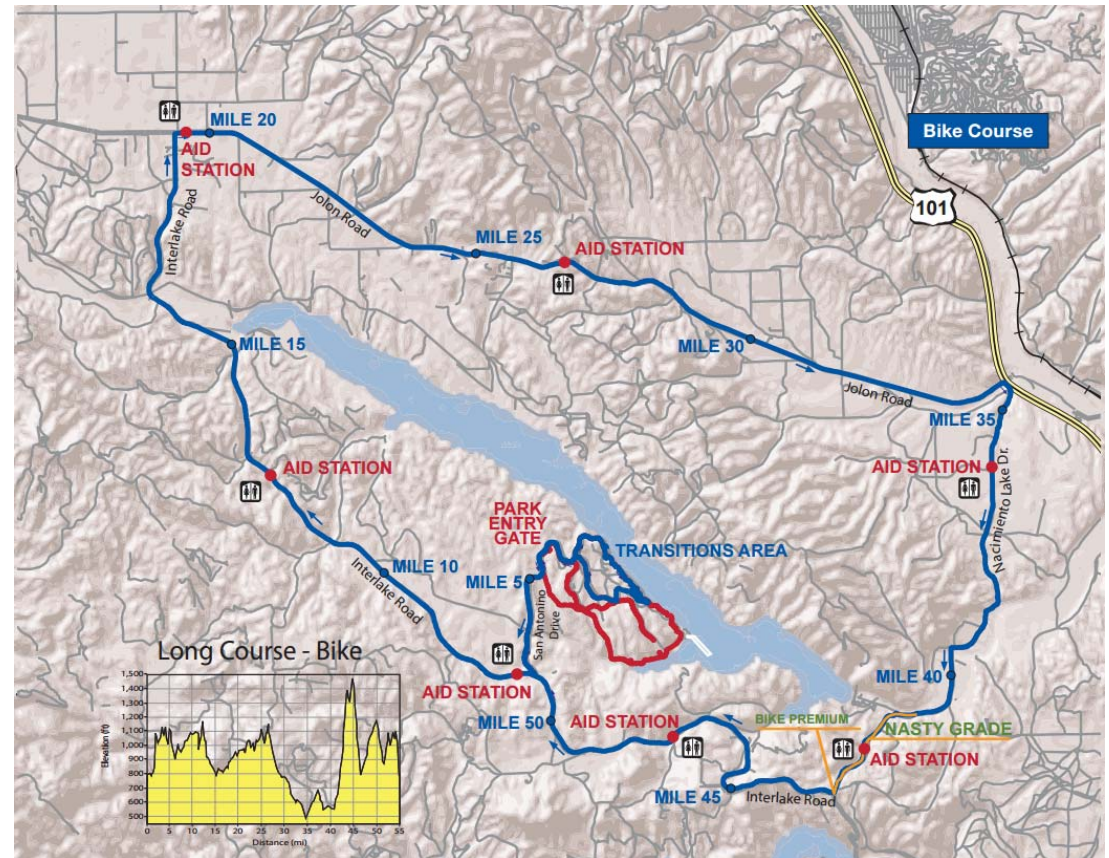 MILE 20
AID
STATION
Bike Course
101
Interlake Road
Jolon Road
MILE 25
AID STATION
MILE 15
MILE 30
Jolon Road
MILE 35
AID STATION
AID STATION
Nacimiento Lake Dr.
PARK
ENTRY
GATE
TRANSITIONS AREA
MILE 10
MILE 5
Interlake Road
San Antonino
Drive
Long Course - Bike
AID STATION
MILE 40
MILE 50
AID STATION
BIKE PREMIUM
NASTY GRADE
AID STATION
MILE 45
Interlake Road
1,500
1,400
1,300
1,200
1,100
1,000
900
800
700
600
500
Elevation (ft)
0 5 10 15 20 25 30 35 40 45 50 55
Distance (mi)